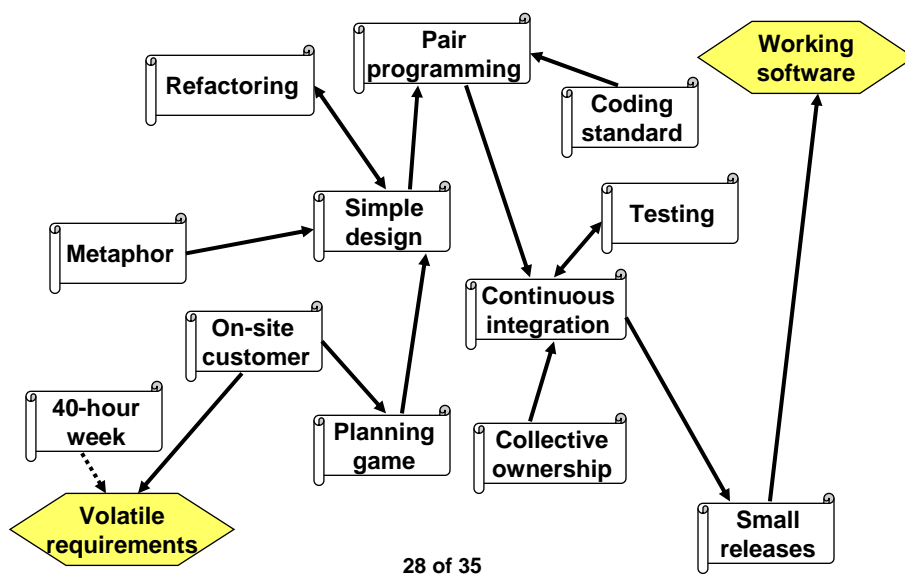 Pair
programming
Working
software
Refactoring
Coding
standard
Simple
design
Testing
Metaphor
Continuous
integration
On-site
customer
40-hour
week
Planning
game
Collective
ownership
Volatile
requirements
Small
releases
28 of 35